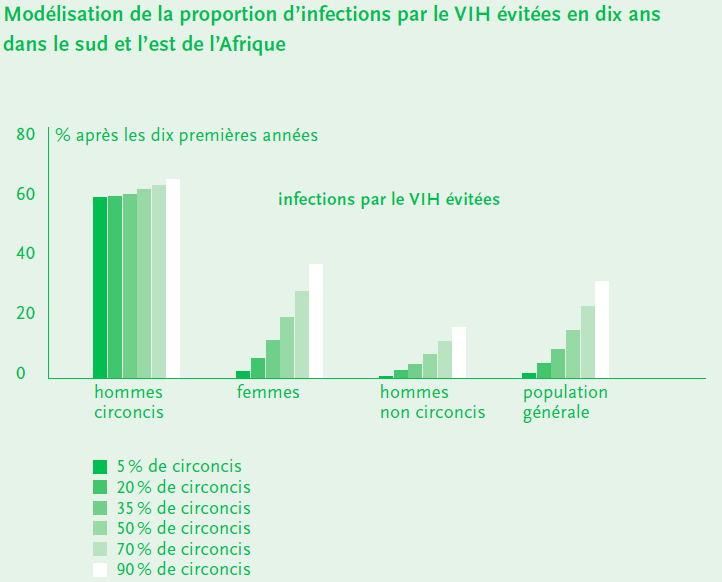 Modélisation de la proportion d’infections par le VIH évitées en dix ans
dans le sud et l’est de l’Afrique
80
% après les dix premières années
60
infections par le VIH évitées
40
20
0
hommes circoncis
femmes
hommes non circoncis
population générale
5 % de circoncis
20 % de circoncis
35 % de circoncis
50 % de circoncis
70 % de circoncis
90 % de circoncis